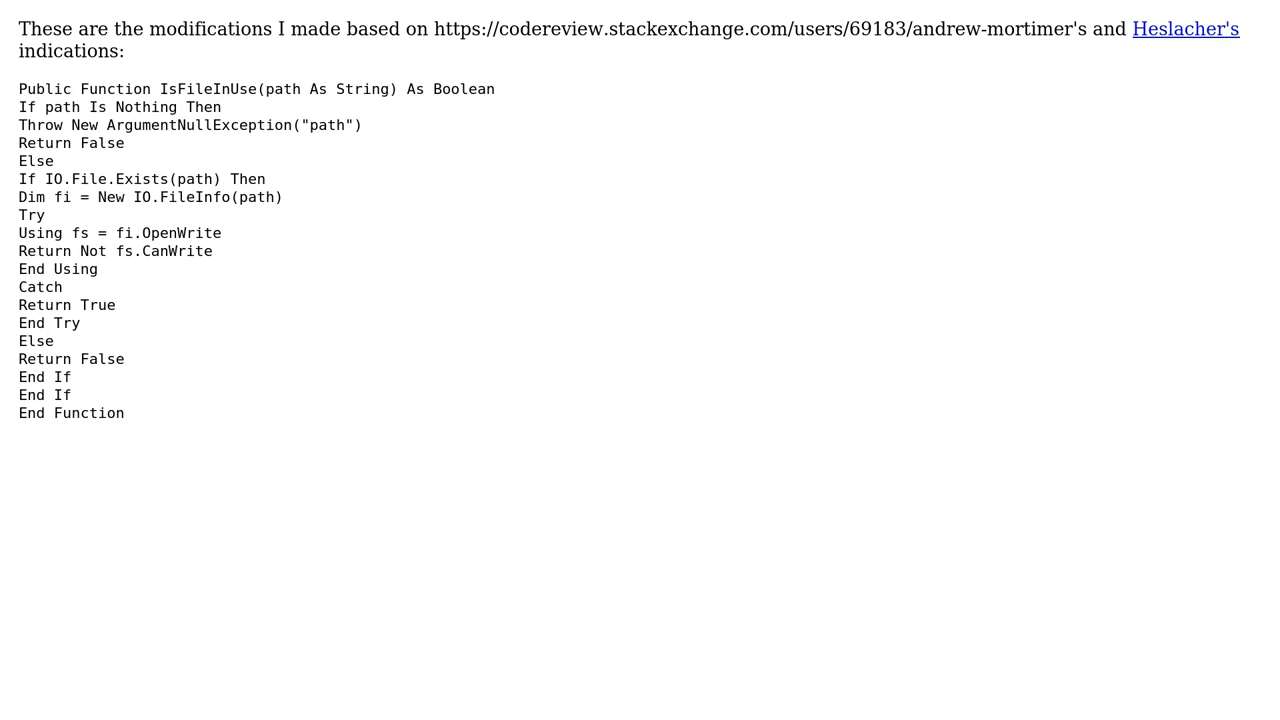 These are the modifications I made based on https://codereview.stackexchange.com/users/69183/andrew-mortimer's and Heslacher's
indications:
Public Function IsFileInUse(path As String) As Boolean
If path Is Nothing Then
Throw New ArgumentNullException("path")
Return False
Else
If IO.File.Exists(path) Then
Dim fi = New IO.FileInfo(path)
Try
Using fs = fi.OpenWrite
Return Not fs.CanWrite
End Using
Catch
Return True
End Try
Else
Return False
End If
End If
End Function